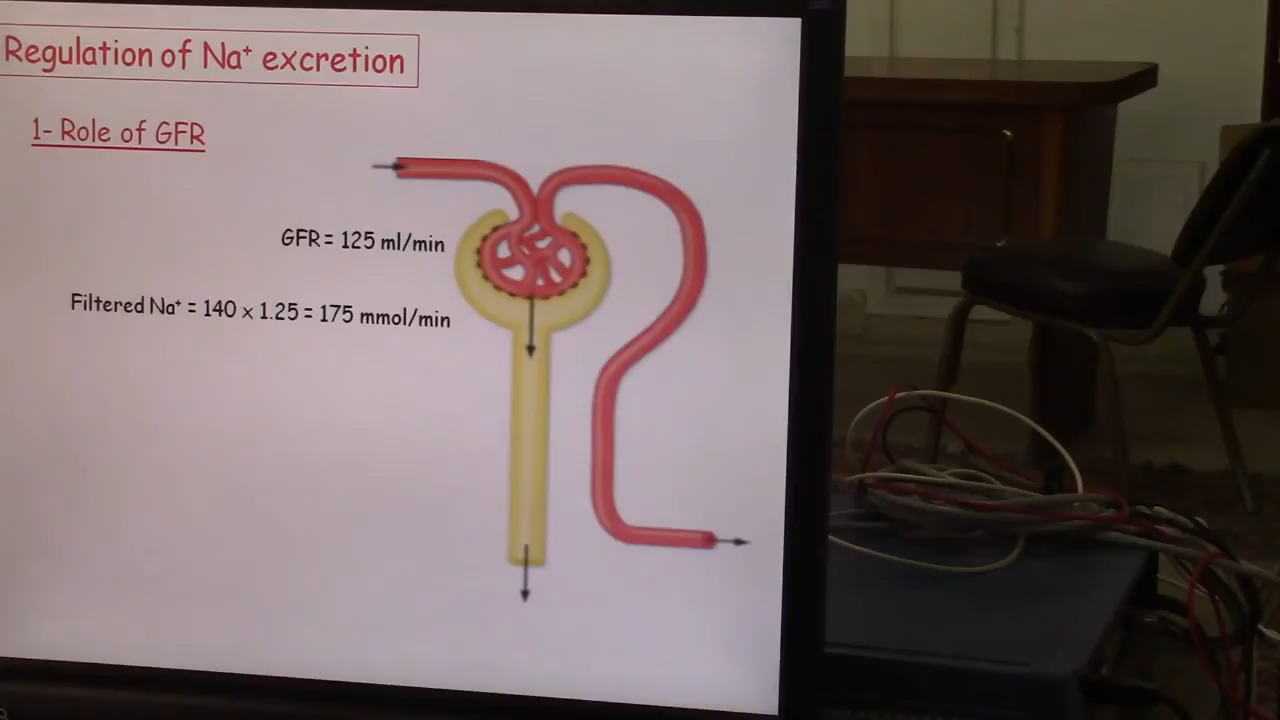 Regulation of Na⁺ excretion
1- Role of GFR
GFR = 125 ml/min
Filtered Na⁺ = 140 x 1.25 = 175 mmol/min